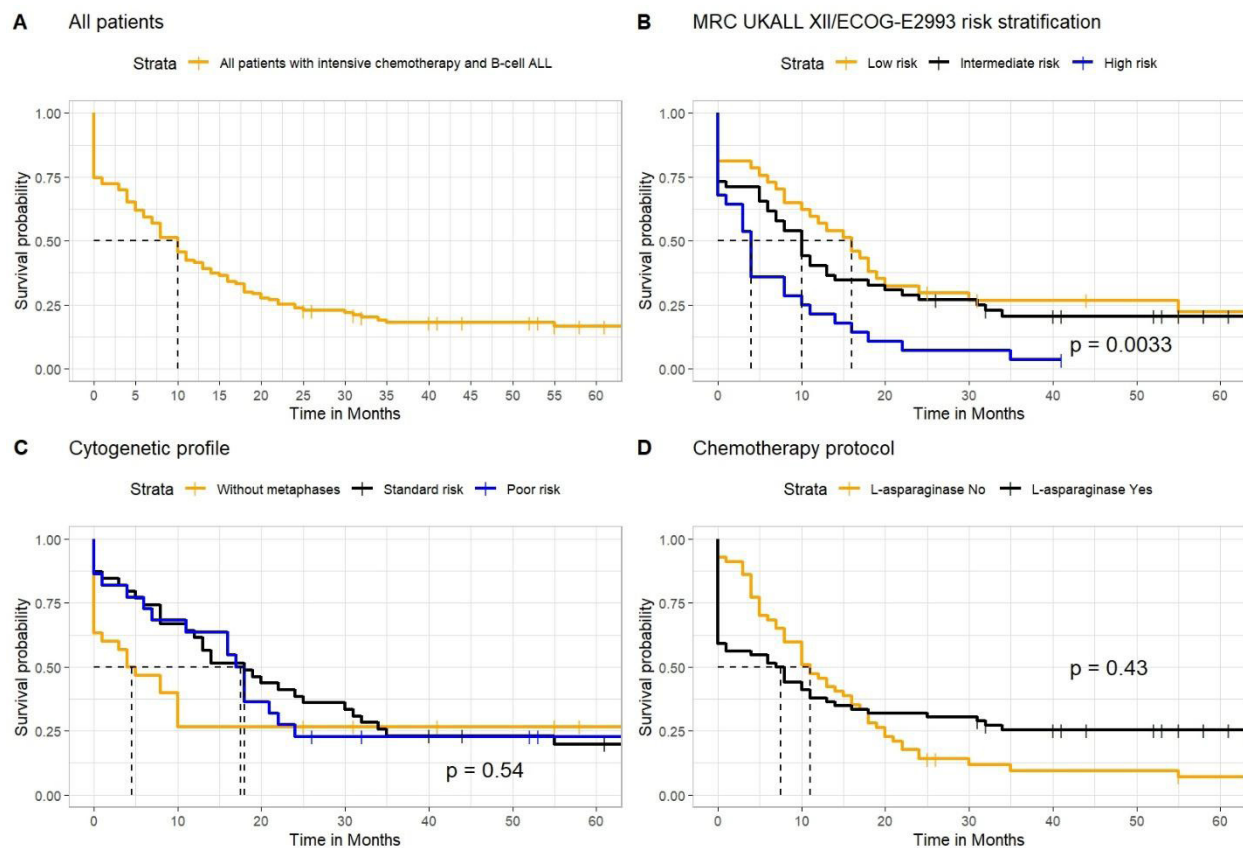 A All patients
Strata All patients with intensive chemotherapy and B-cell ALL
Survival probability
1.00
0.75
0.50
0.25
0.00
0 5 10 15 20 25 30 35 40 45 50 55 60
Time in Months
B MRC UKALL XII/ECOG-E2993 risk stratification
Strata Low risk Intermediate risk High risk
Survival probability
1.00
0.75
0.50
0.25
0.00
p = 0.0033
0 10 20 30 40 50 60
Time in Months
C Cytogenetic profile
Strata Without metaphases Standard risk Poor risk
Survival probability
1.00
0.75
0.50
0.25
0.00
p = 0.54
0 10 20 30 40 50 60
Time in Months
D Chemotherapy protocol
Strata L-asparaginase No L-asparaginase Yes
Survival probability
1.00
0.75
0.50
0.25
0.00
p = 0.43
0 10 20 30 40 50 60
Time in Months